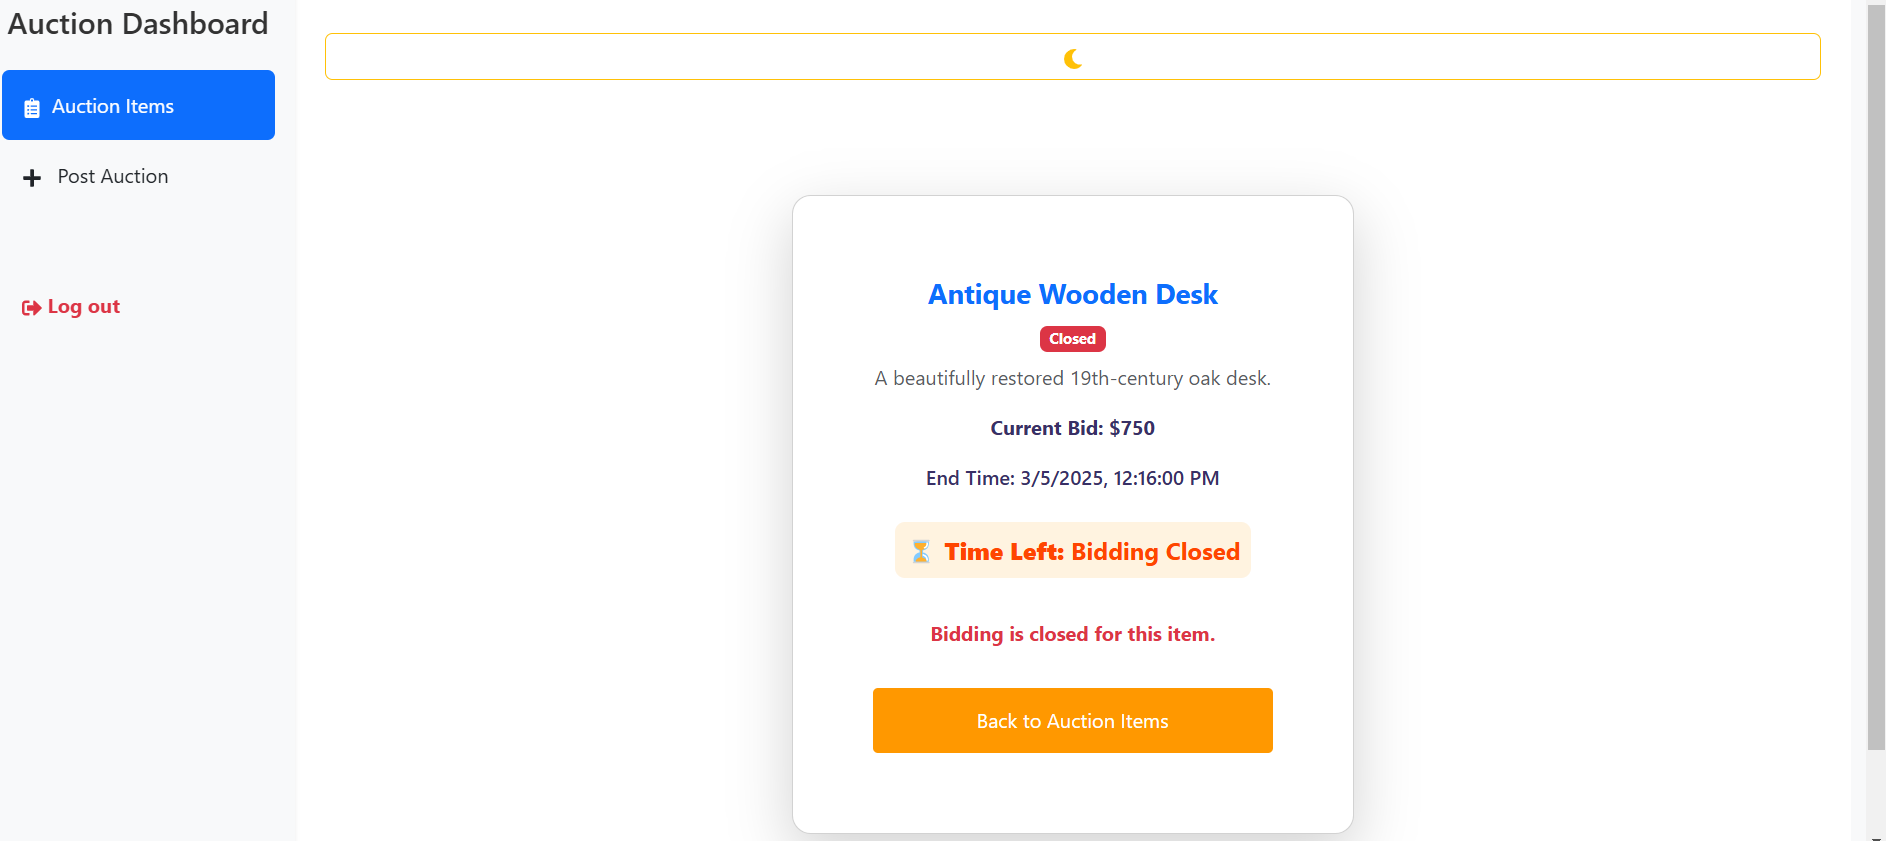 Auction Dashboard
Auction Items
Post Auction
Log out
Antique Wooden Desk
Closed
A beautifully restored 19th-century oak desk.
Current Bid: $750
End Time: 3/5/2025, 12:16:00 PM
⏳ Time Left: Bidding Closed
Bidding is closed for this item.
Back to Auction Items